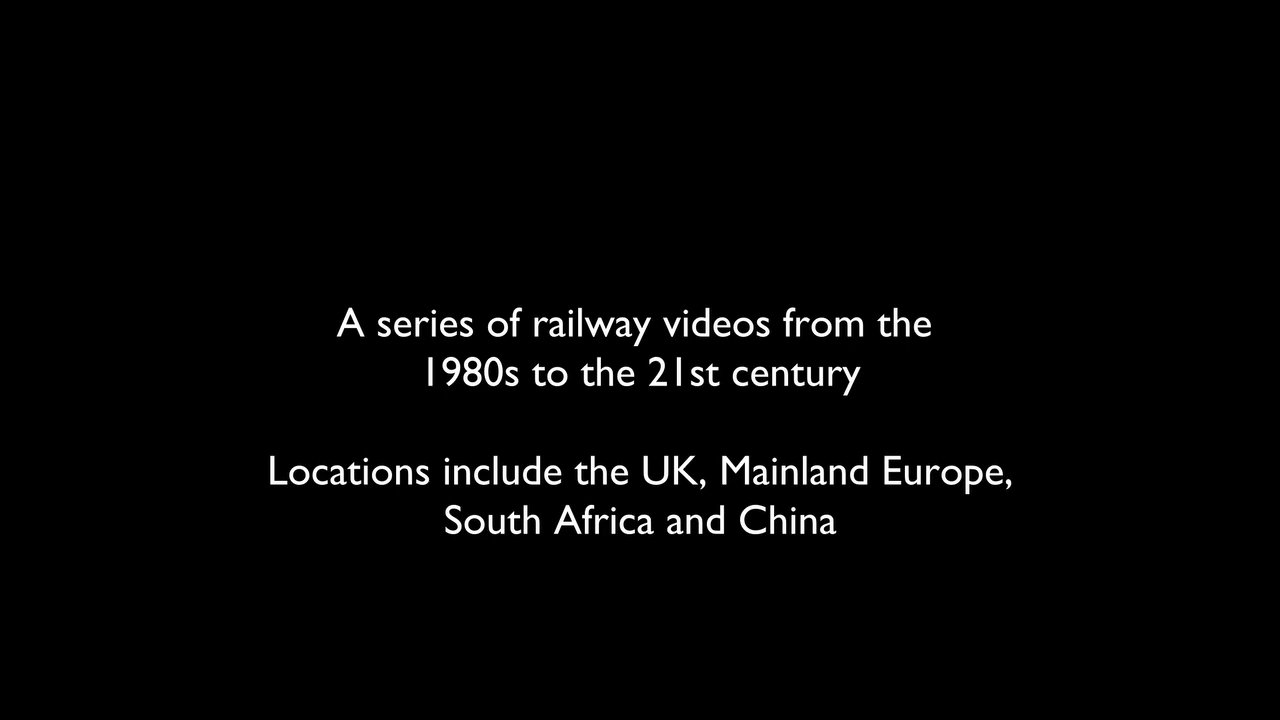 A series of railway videos from the
1980s to the 21st century
Locations include the UK, Mainland Europe,
South Africa and China